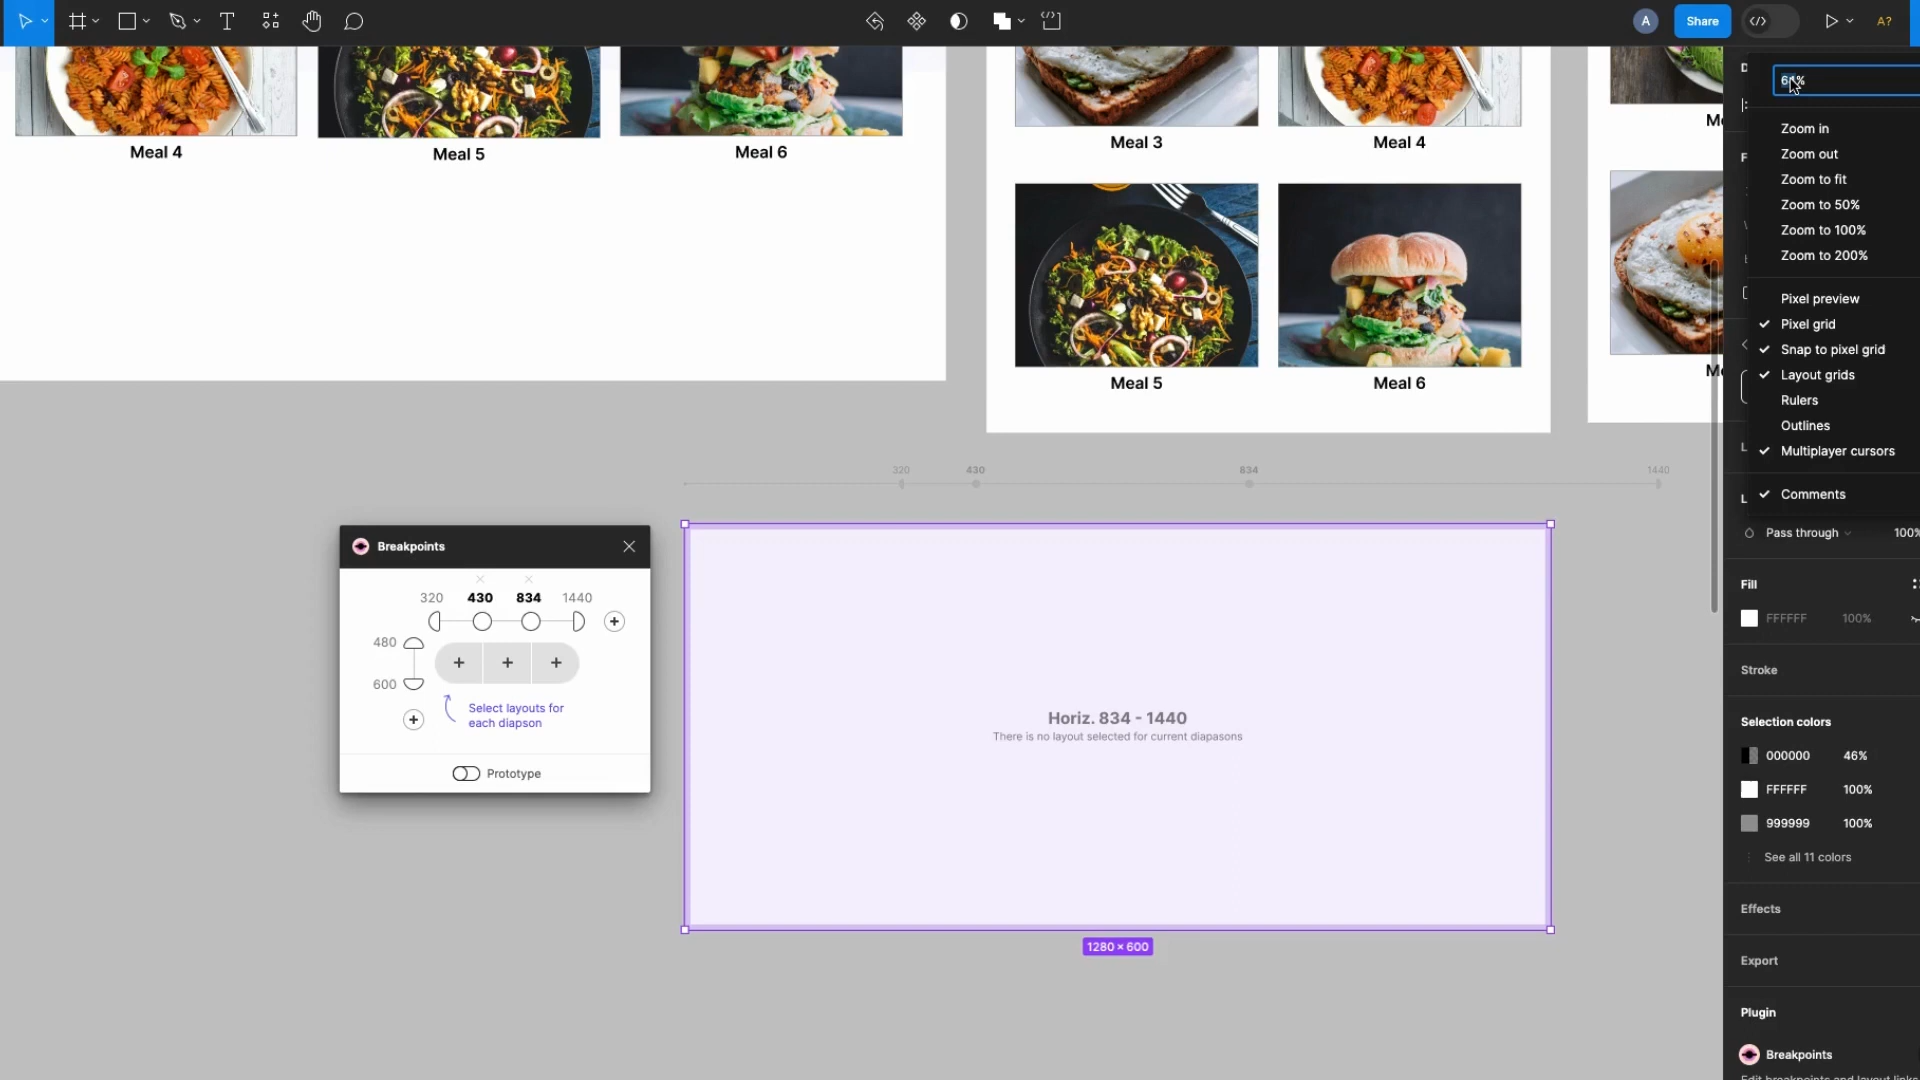 A
Share
A?
Meal 4
Meal 5
Meal 6
Meal 3
Meal 4
Meal 5
Meal 6
320
430
834
1440
Breakpoints
320
430
834
1440
480
600
Select layouts for
each diapson
Prototype
Horiz. 834 - 1440
There is no layout selected for current diapasons
1280 × 600
Zoom in
Zoom out
Zoom to fit
Zoom to 50%
Zoom to 100%
Zoom to 200%
Pixel preview
Pixel grid
Snap to pixel grid
Layout grids
Rulers
Outlines
Multiplayer cursors
Comments
Pass through
100%
Fill
FFFFFF
100%
Stroke
Selection colors
000000
46%
FFFFFF
100%
999999
100%
See all 11 colors
Effects
Export
Plugin
Breakpoints